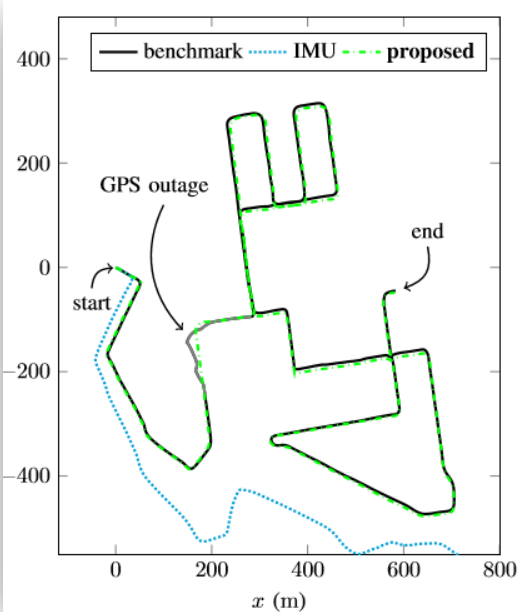 400
benchmark IMU proposed
200
GPS outage
end
0
start
−200
−400
0 200 400 600 800
x (m)